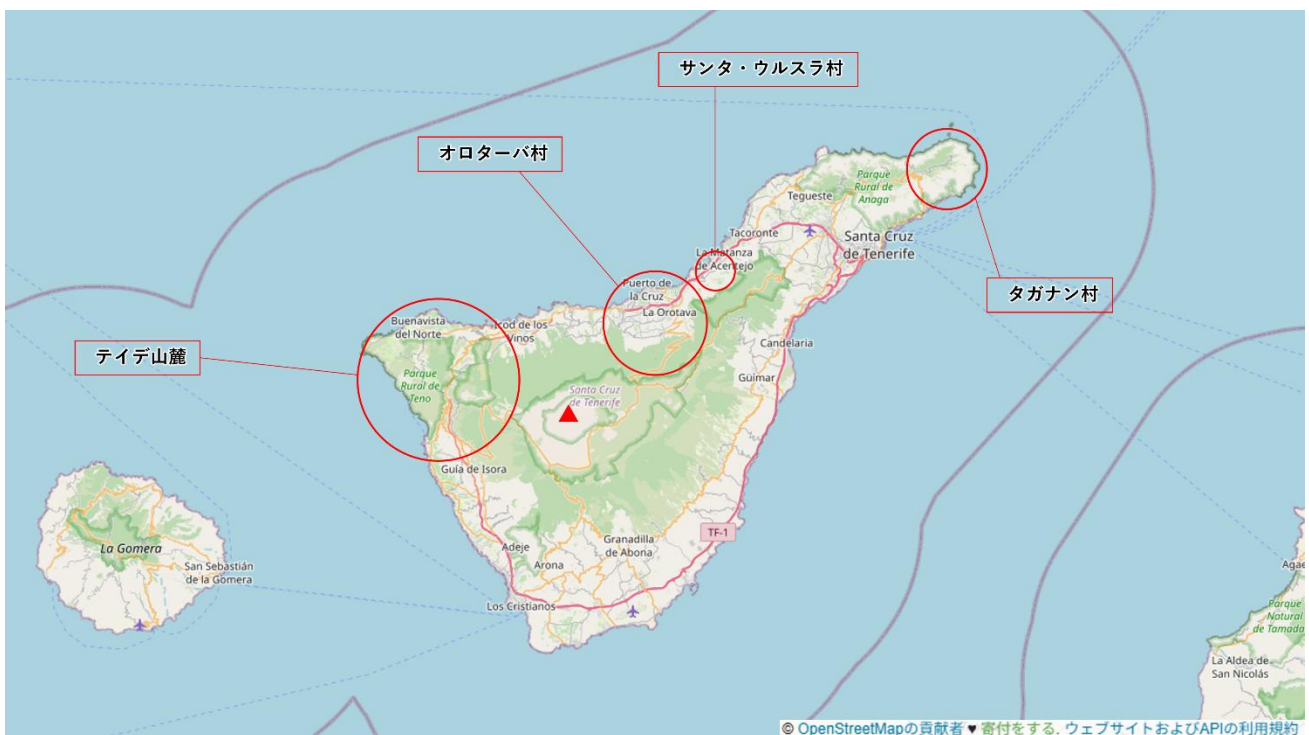 サンタ・ウルスラ村
オロターバ村
Parque
Rural de
Anaga
Tegueste
Tacoronte
Santa Cruz
de Tenerife
La Matanza
de Acentejo
タガナン村
Puerto de
la Cruz
La Orotava
Buenavista
del Norte
Icod de los
Vinos
テイデ山麓
Candelaria
Parque
Rural de
Teno
Güímar
Santa Cruz
de Tenerife
Guía de Isora
TF-1
Granadilla
de Abona
Adeje
Arona
La Gomera
San Sebastián
de la Gomera
Los Cristianos
Agae
Parque
Natural
de Tamada
La Aldea de
San Nicolás
© OpenStreetMapの貢献者 ♥ 寄付をする. ウェブサイトおよびAPIの利用規約